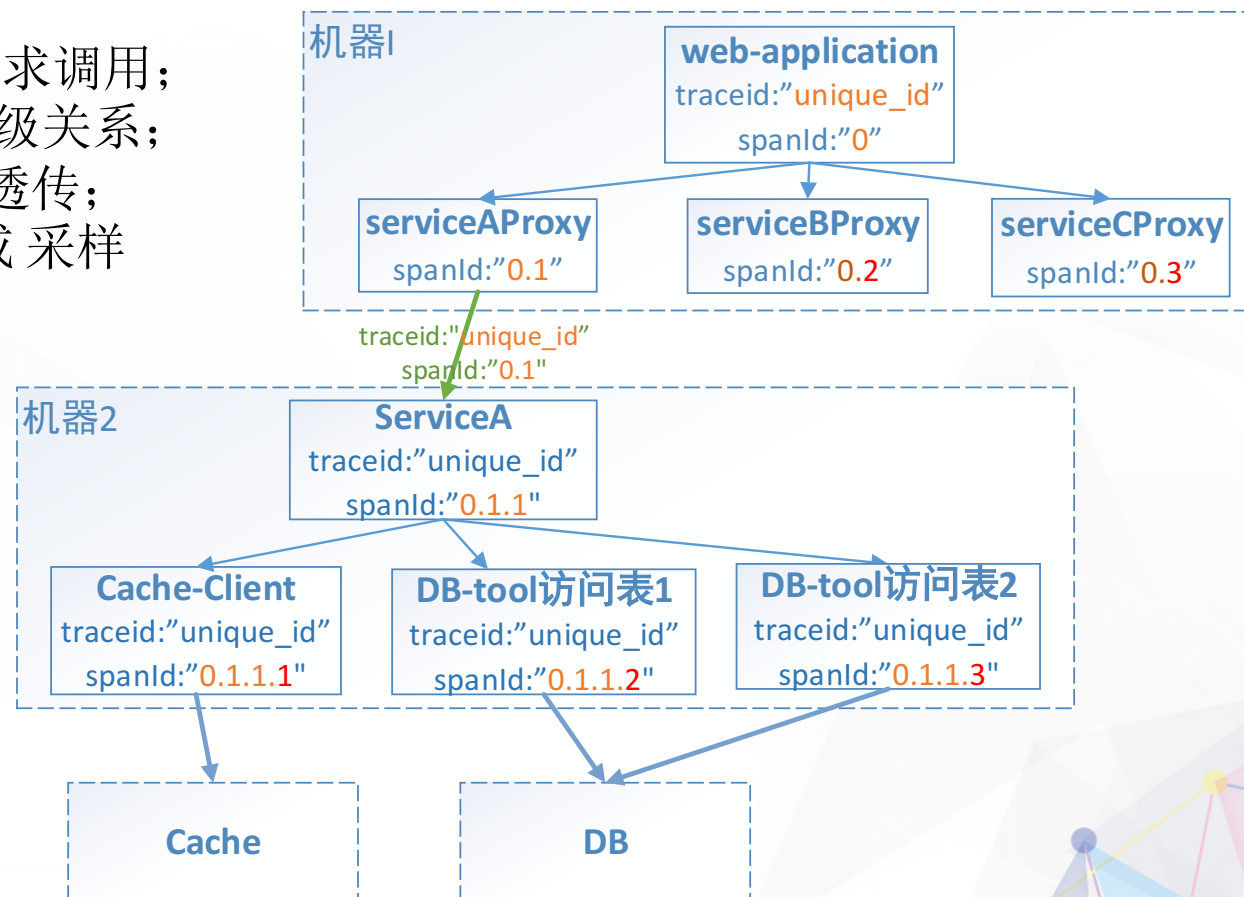 求调用；
级关系；
透传；
采样
机器I
web-application
traceid:”unique_id”
spanId:”0”
serviceAProxy
spanId:”0.1”
serviceBProxy
spanId:”0.2”
serviceCProxy
spanId:”0.3”
traceid:"unique_id”
spanId:”0.1"
机器2
ServiceA
traceid:”unique_id”
spanId:”0.1.1"
Cache-Client
traceid:”unique_id”
spanId:”0.1.1.1"
DB-tool访问表1
traceid:”unique_id”
spanId:”0.1.1.2"
DB-tool访问表2
traceid:”unique_id”
spanId:”0.1.1.3"
Cache
DB